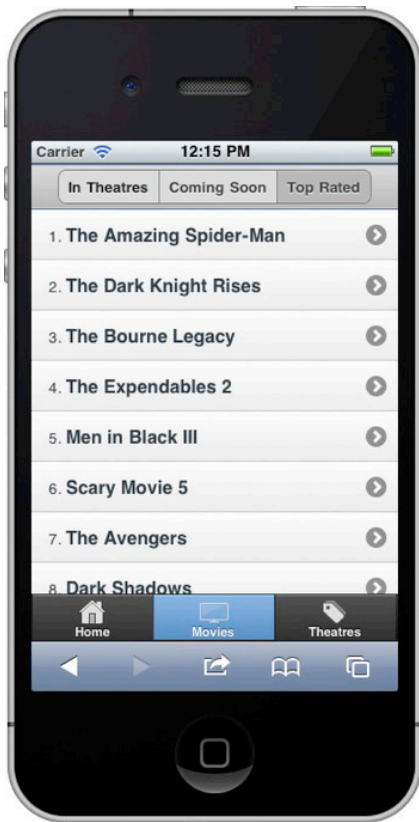 Carrier 12:15 PM
In Theatres Coming Soon Top Rated
1. The Amazing Spider-Man
2. The Dark Knight Rises
3. The Bourne Legacy
4. The Expendables 2
5. Men in Black III
6. Scary Movie 5
7. The Avengers
8. Dark Shadows
Home Movies Theatres